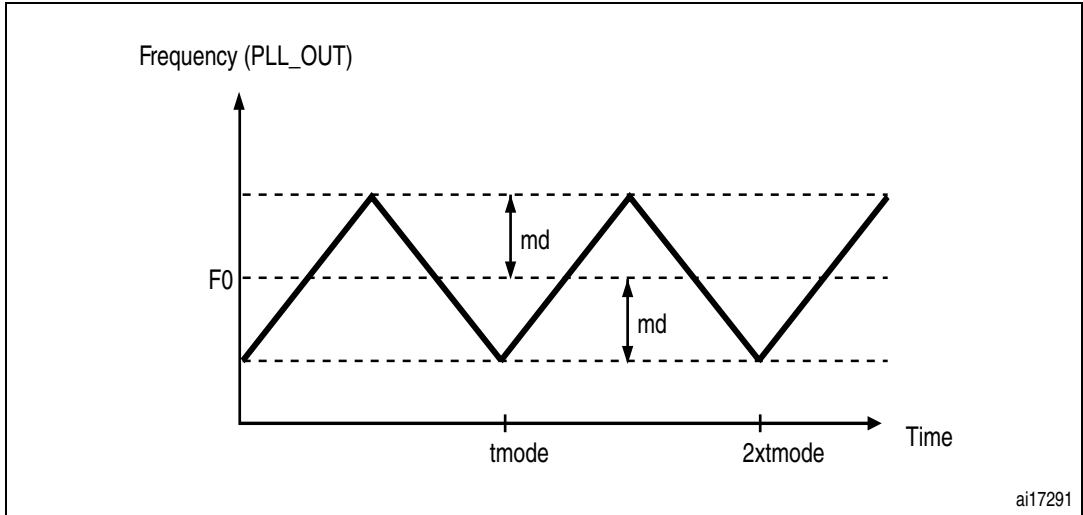 Frequency (PLL_OUT)
md
F0
md
Time
tmode
2xtmode
ai17291